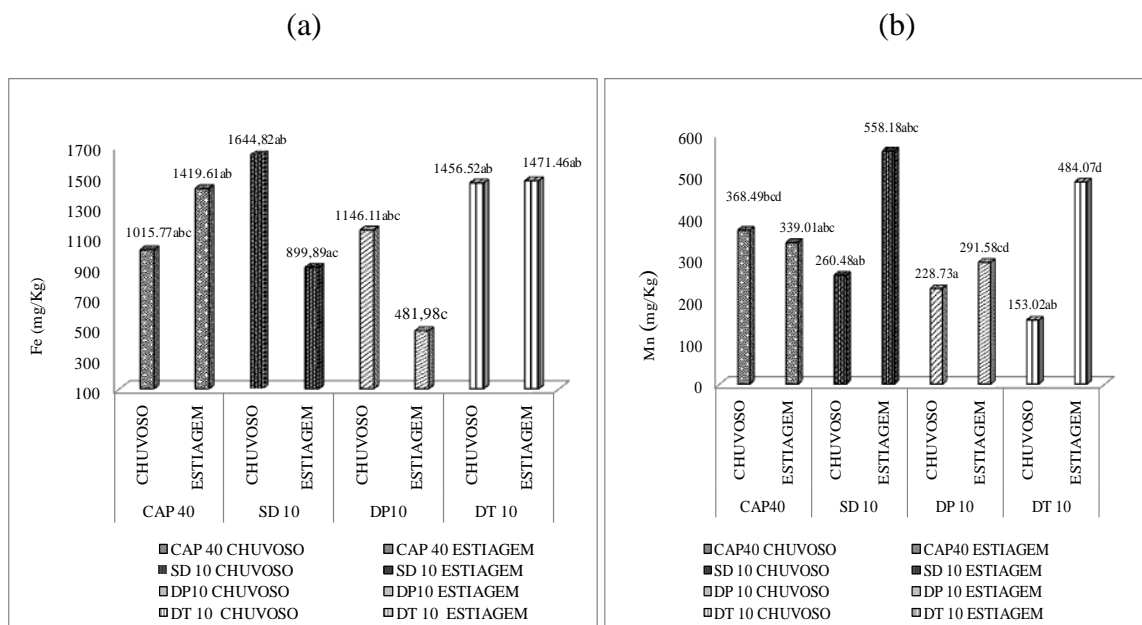 (a)
Fe (mg/Kg)
1700
1500
1300
1100
900
700
500
300
100
1015.77abc
1419.61ab
1644,82ab
899,89ac
1146.11abc
481,98c
1456.52ab
1471.46ab
CHUVOSO
ESTIAGEM
CHUVOSO
ESTIAGEM
CHUVOSO
ESTIAGEM
CHUVOSO
ESTIAGEM
CAP 40
SD 10
DP10
DT 10
CAP 40 CHUVOSO
CAP 40 ESTIAGEM
SD 10 CHUVOSO
SD 10 ESTIAGEM
DP10 CHUVOSO
DP10 ESTIAGEM
DT 10 CHUVOSO
DT 10 ESTIAGEM
(b)
Mn (mg/Kg)
600
500
400
300
200
100
0
368.49bcd
339.01abc
260.48ab
558.18abc
228.73a
291.58cd
153.02ab
484.07d
CHUVOSO
ESTIAGEM
CHUVOSO
ESTIAGEM
CHUVOSO
ESTIAGEM
CHUVOSO
ESTIAGEM
CAP40
SD 10
DP 10
DT 10
CAP40 CHUVOSO
CAP40 ESTIAGEM
SD 10 CHUVOSO
SD 10 ESTIAGEM
DP 10 CHUVOSO
DP 10 ESTIAGEM
DT 10 CHUVOSO
DT 10 ESTIAGEM